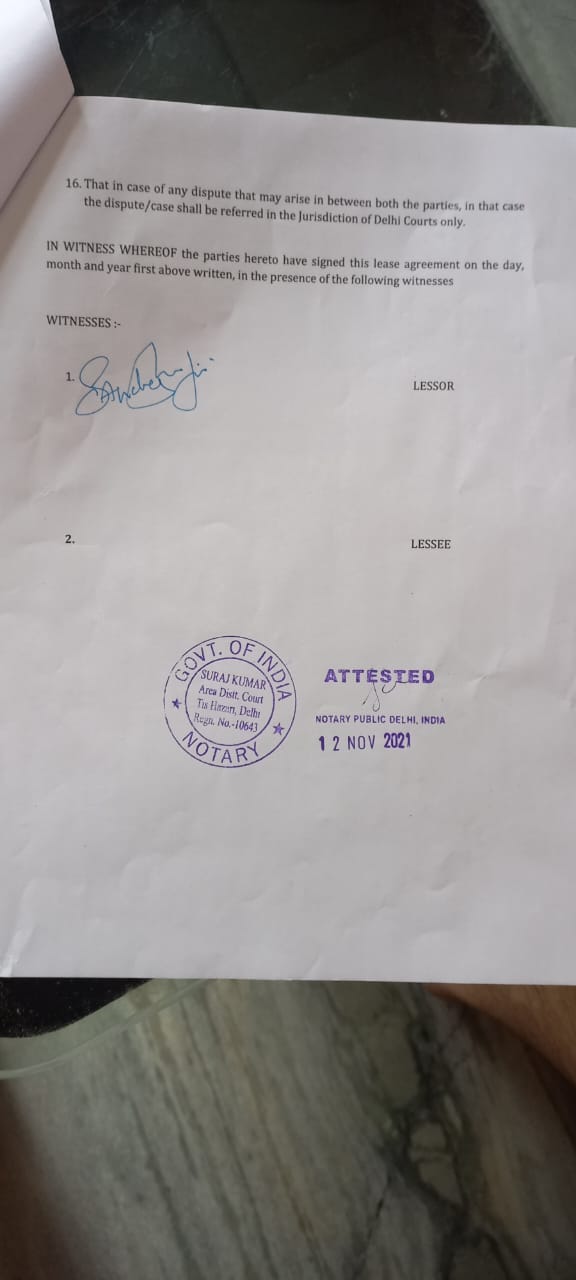 16. That in case of any dispute that may arise in between both the parties, in that case
the dispute/case shall be referred in the Jurisdiction of Delhi Courts only.
IN WITNESS WHEREOF the parties hereto have signed this lease agreement on the day,
month and year first above written, in the presence of the following witnesses
WITNESSES :-
1.
LESSOR
2.
LESSEE
GOVT. OF INDIA
SURAJ KUMAR
Area Distt. Court
Tis Hazari, Delhi
Regn. No.-10643
NOTARY
ATTESTED
NOTARY PUBLIC DELHI, INDIA
12 NOV 2021